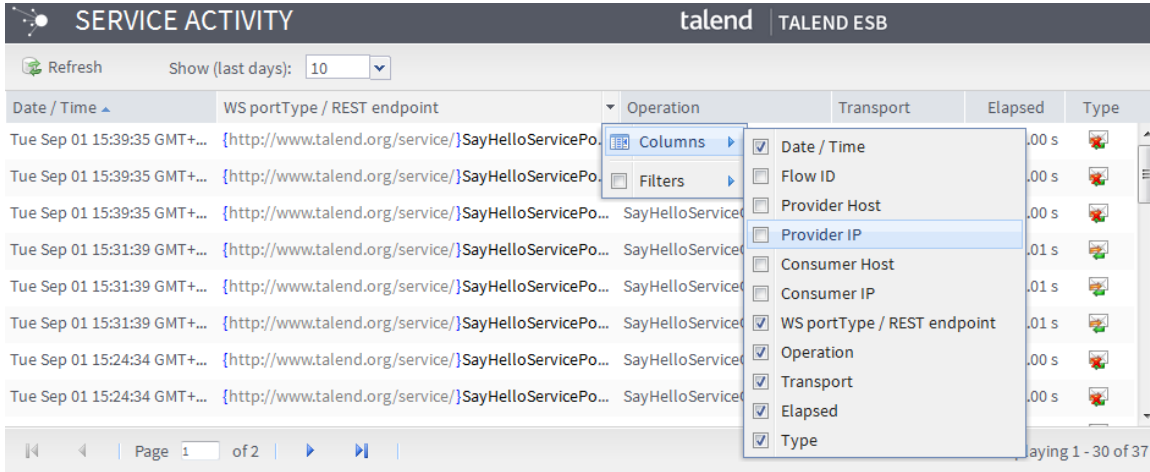 SERVICE ACTIVITY talend TALEND ESB
Refresh Show (last days): 10
Date / Time WS portType / REST endpoint Operation Transport Elapsed Type
Tue Sep 01 15:39:35 GMT+... {http://www.talend.org/service/}SayHelloServicePo... Columns Date / Time .00 s
Tue Sep 01 15:39:35 GMT+... {http://www.talend.org/service/}SayHelloServicePo... Filters Flow ID .00 s
Provider Host
Tue Sep 01 15:39:35 GMT+... {http://www.talend.org/service/}SayHelloServicePo... SayHelloService .00 s
Provider IP
Tue Sep 01 15:31:39 GMT+... {http://www.talend.org/service/}SayHelloServicePo... SayHelloService .01 s
Consumer Host
Tue Sep 01 15:31:39 GMT+... {http://www.talend.org/service/}SayHelloServicePo... SayHelloService Consumer IP .01 s
Tue Sep 01 15:31:39 GMT+... {http://www.talend.org/service/}SayHelloServicePo... SayHelloService WS portType / REST endpoint .01 s
Tue Sep 01 15:24:34 GMT+... {http://www.talend.org/service/}SayHelloServicePo... SayHelloService Operation .00 s
Transport
Tue Sep 01 15:24:34 GMT+... {http://www.talend.org/service/}SayHelloServicePo... SayHelloService Elapsed .00 s
Page 1 of 2 Type laying 1 - 30 of 37